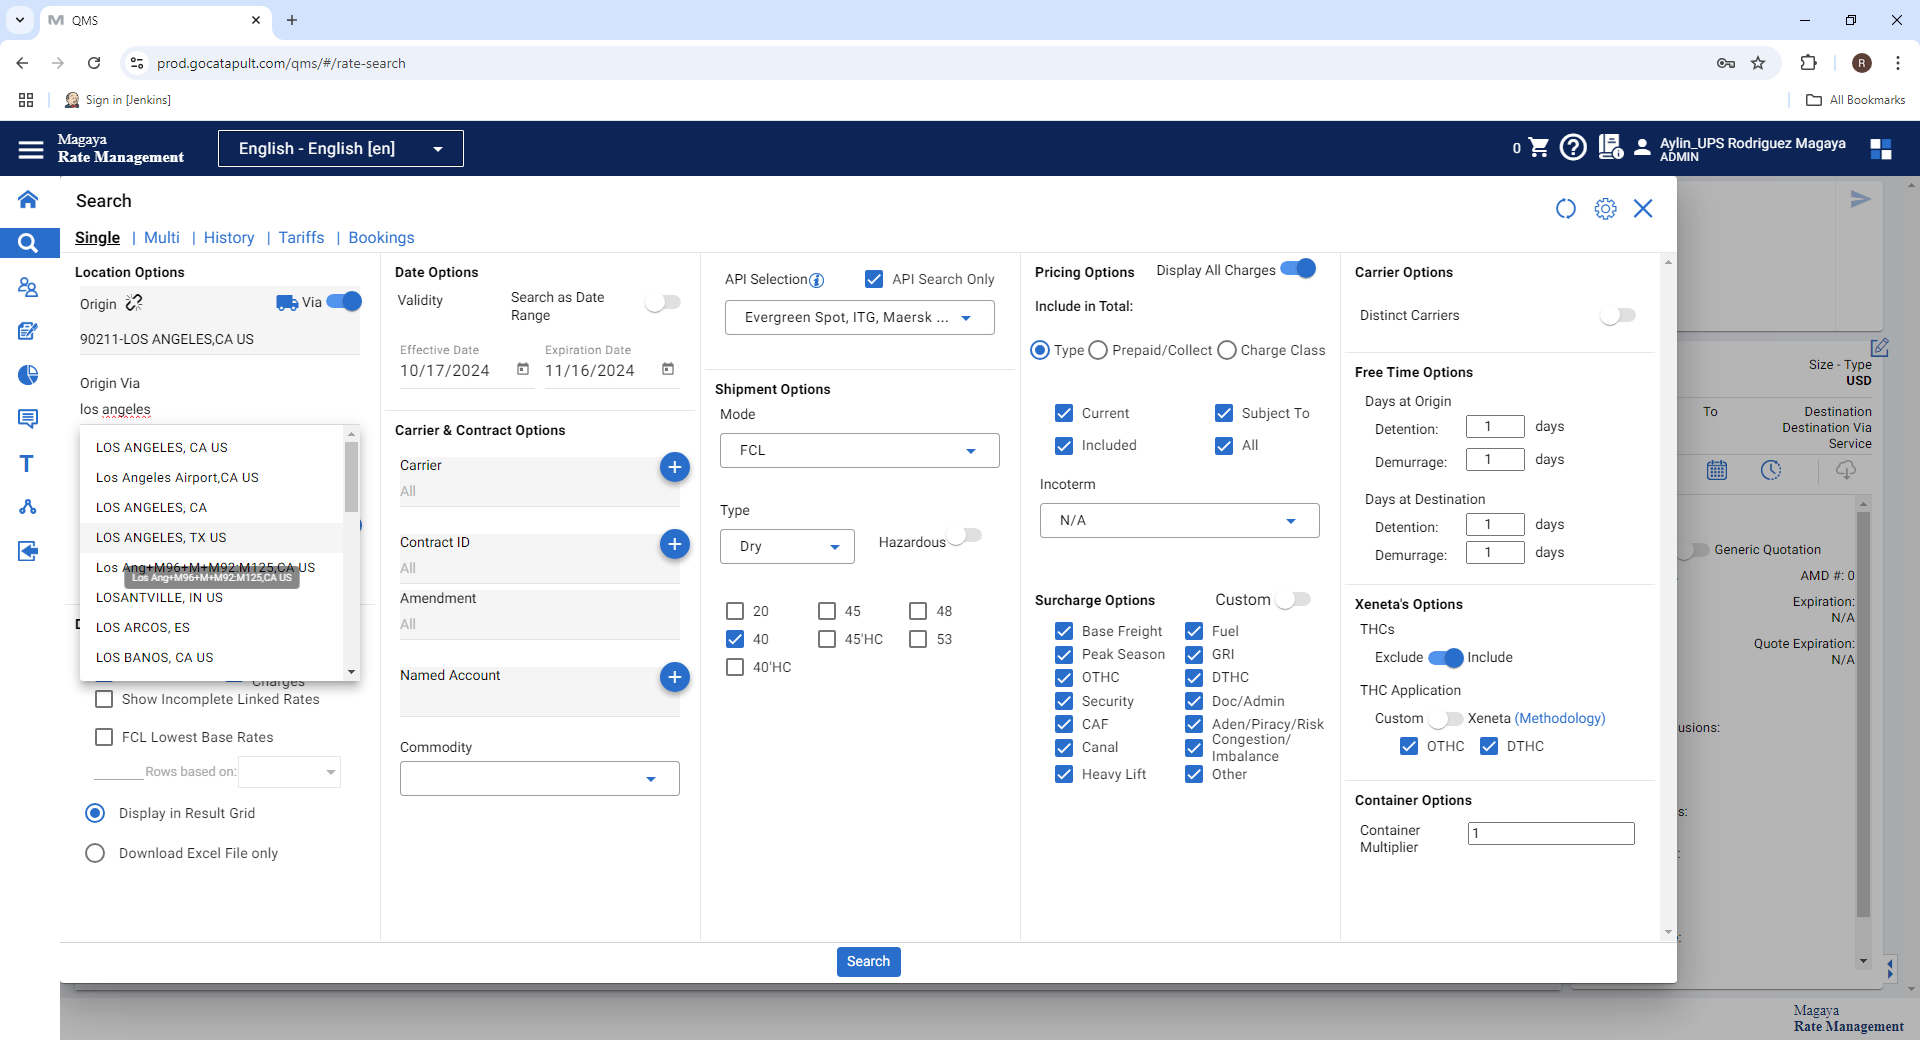 QMS
prod.gocatapult.com/qms/#/rate-search
R
Sign in [Jenkins]
All Bookmarks
Magaya
Rate Management
English - English [en]
0
Aylin_UPS Rodriguez Magaya
ADMIN
Search
Single | Multi | History | Tariffs | Bookings
Location Options
Origin
Via
90211-LOS ANGELES,CA US
Origin Via
los angeles
LOS ANGELES, CA US
Los Angeles Airport,CA US
LOS ANGELES, CA
LOS ANGELES, TX US
Los Ang+M96+M+M92:M125,CA US
Los Ang+M96+M+M92:M125,CA US
LOSANTVILLE, IN US
LOS ARCOS, ES
LOS BANOS, CA US
Charges
Show Incomplete Linked Rates
FCL Lowest Base Rates
Rows based on:
Display in Result Grid
Download Excel File only
Date Options
Validity
Search as Date
Range
Effective Date
10/17/2024
Expiration Date
11/16/2024
Carrier & Contract Options
Carrier
All
Contract ID
All
Amendment
All
Named Account
Commodity
API Selection
API Search Only
Evergreen Spot, ITG, Maersk ...
Shipment Options
Mode
FCL
Type
Dry
Hazardous
20
45
48
40
45'HC
53
40'HC
Pricing Options
Display All Charges
Include in Total:
Type
Prepaid/Collect
Charge Class
Current
Subject To
Included
All
Incoterm
N/A
Surcharge Options
Custom
Base Freight
Fuel
Peak Season
GRI
OTHC
DTHC
Security
Doc/Admin
CAF
Aden/Piracy/Risk
Canal
Congestion/
Imbalance
Heavy Lift
Other
Carrier Options
Distinct Carriers
Free Time Options
Days at Origin
Detention: 1 days
Demurrage: 1 days
Days at Destination
Detention: 1 days
Demurrage: 1 days
Xeneta's Options
THCs
Exclude
Include
THC Application
Custom
Xeneta (Methodology)
OTHC
DTHC
Container Options
Container
Multiplier
1
Search
Size - Type
USD
To
Destination
Destination Via
Service
Generic Quotation
AMD #: 0
Expiration:
N/A
Quote Expiration:
N/A
usions:
s:
Magaya
Rate Management